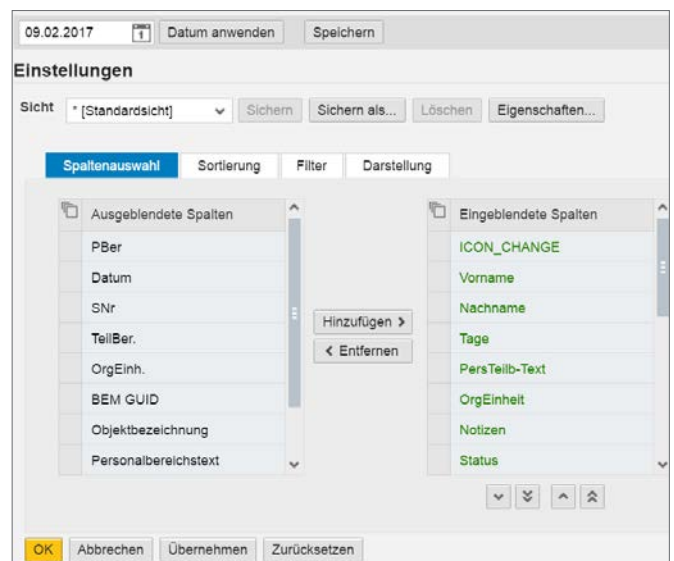 09.02.2017 1 Datum anwenden Speichern
Einstellungen
Sicht * [Standardsicht] Sichern Sichern als... Löschen Eigenschaften...
Spaltenauswahl Sortierung Filter Darstellung
Ausgeblendete Spalten
PBer
Datum
SNr
TeilBer.
OrgEinh.
BEM GUID
Objektbezeichnung
Personalbereichstext
Hinzufügen >
< Entfernen
Eingeblendete Spalten
ICON_CHANGE
Vorname
Nachname
Tage
PersTeilb-Text
OrgEinheit
Notizen
Status
OK Abbrechen Übernehmen Zurücksetzen